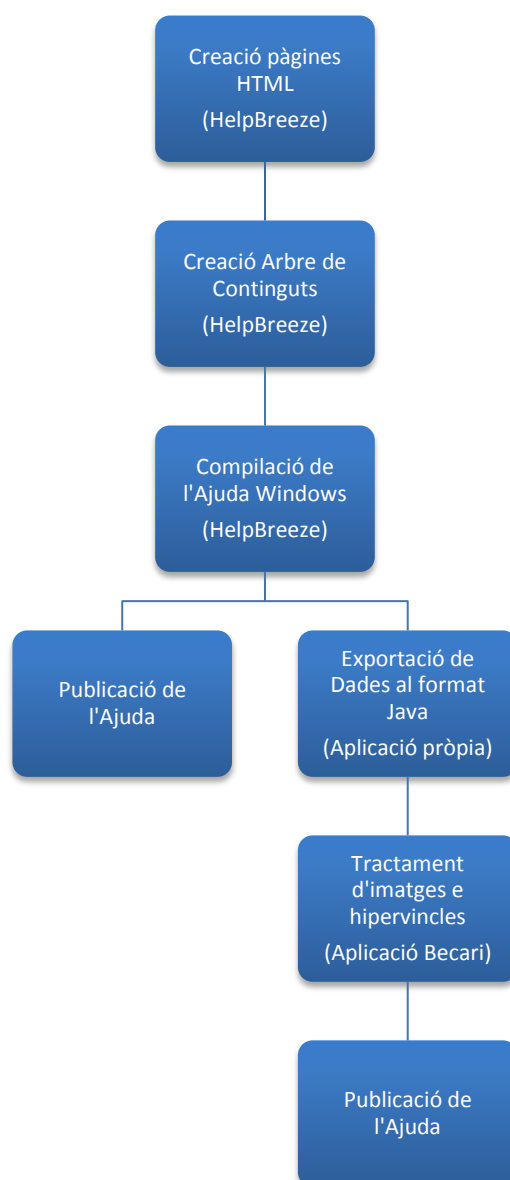 Creació pàgines
HTML
(HelpBreeze)
Creació Arbre de
Continguts
(HelpBreeze)
Compilació de
l'Ajuda Windows
(HelpBreeze)
Publicació de
l'Ajuda
Exportació de
Dades al format
Java
(Aplicació pròpia)
Tractament
d'imatges e
hipervincles
(Aplicació Becari)
Publicació de
l'Ajuda